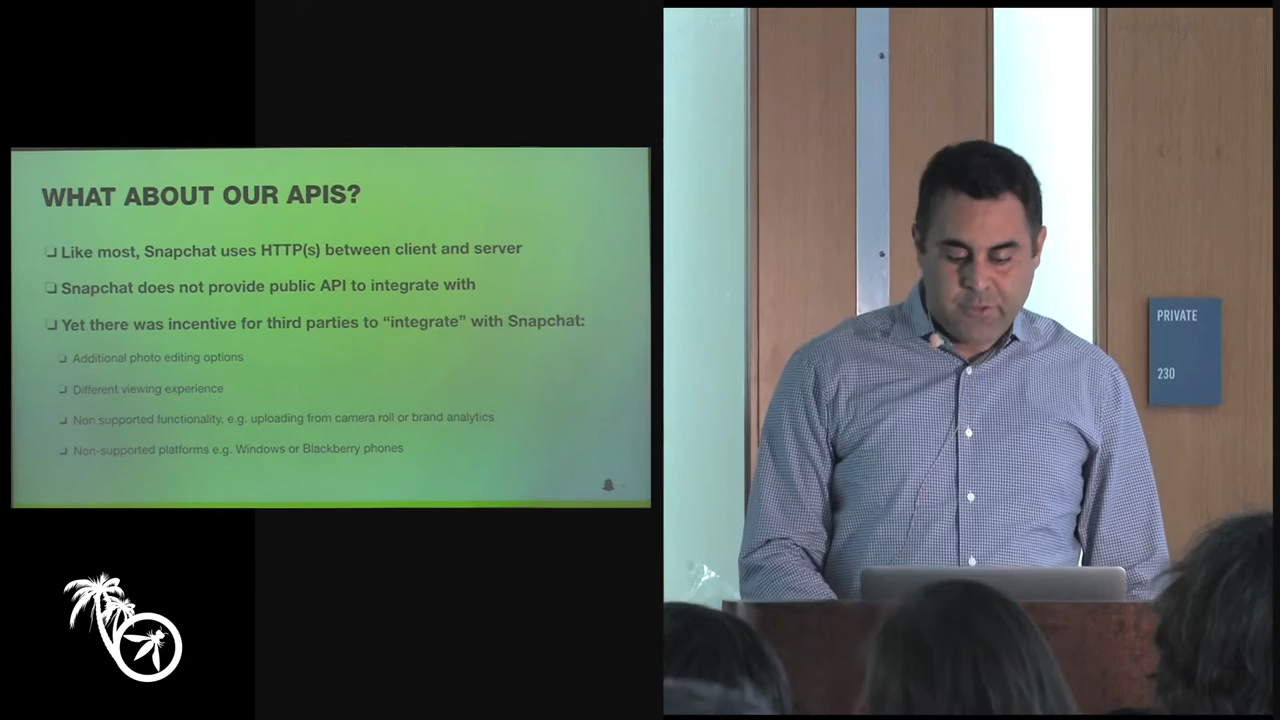 WHAT ABOUT OUR APIS?
Like most, Snapchat uses HTTP(s) between client and server
Snapchat does not provide public API to integrate with
Yet there was incentive for third parties to “integrate” with Snapchat:
Additional photo editing options
Different viewing experience
Non supported functionality, e.g. uploading from camera roll or brand analytics
Non-supported platforms e.g. Windows or Blackberry phones
PRIVATE
230